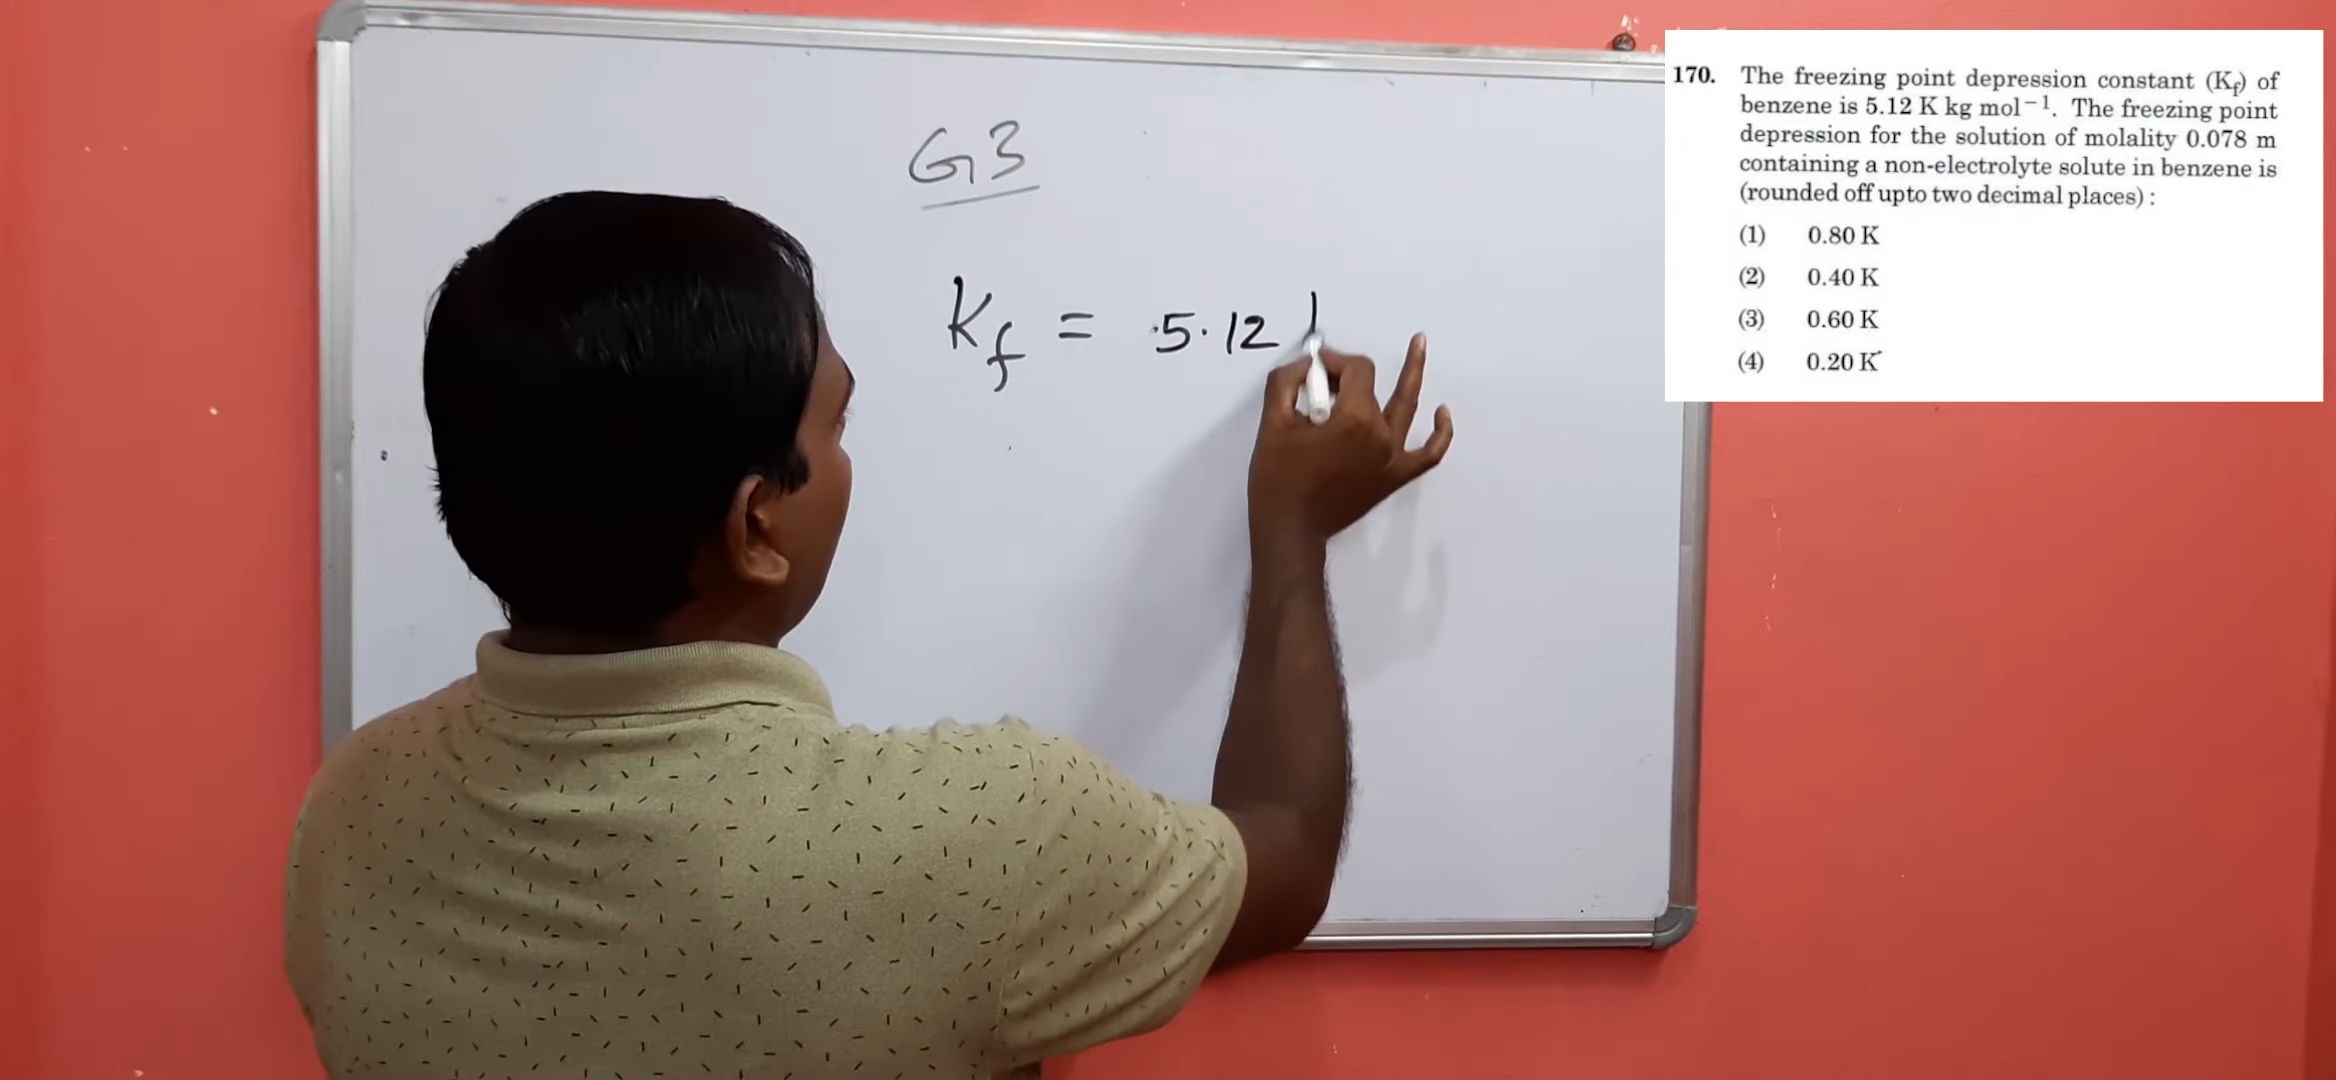 G3
Kf = 5.12
170. The freezing point depression constant (Kf) of
benzene is 5.12 K kg mol⁻¹. The freezing point
depression for the solution of molality 0.078 m
containing a non-electrolyte solute in benzene is
(rounded off upto two decimal places) :
(1) 0.80 K
(2) 0.40 K
(3) 0.60 K
(4) 0.20 K